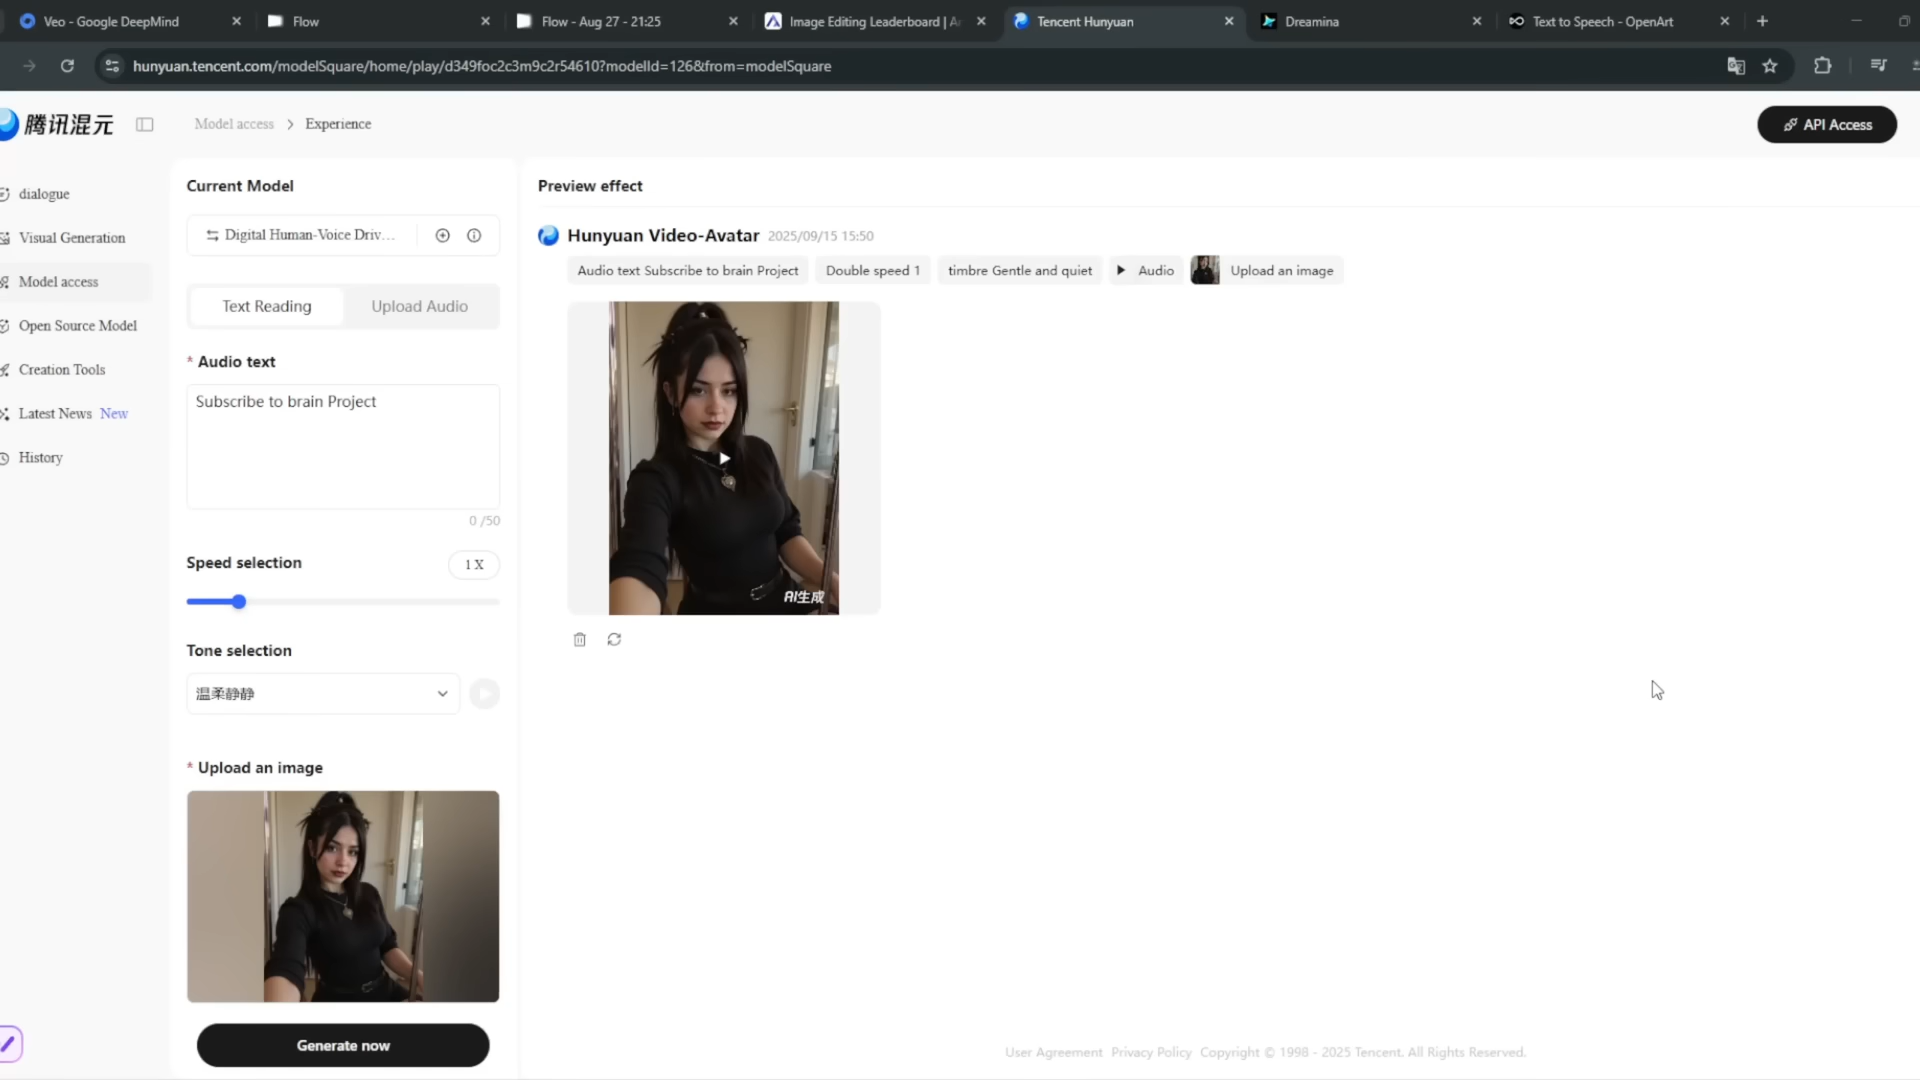 Veo - Google DeepMind
Flow
Flow - Aug 27 - 21:25
Image Editing Leaderboard | Ar
Tencent Hunyuan
Dreamina
Text to Speech - OpenArt
hunyuan.tencent.com/modelSquare/home/play/d349foc2c3m9c2r54610?modelId=126&from=modelSquare
腾讯混元
Model access > Experience
API Access
dialogue
Visual Generation
Model access
Open Source Model
Creation Tools
Latest News New
History
Current Model
Digital Human-Voice Driv...
Text Reading
Upload Audio
* Audio text
Subscribe to brain Project
0 /50
Speed selection
1 X
Tone selection
温柔静静
* Upload an image
Generate now
Preview effect
Hunyuan Video-Avatar 2025/09/15 15:50
Audio text Subscribe to brain Project
Double speed 1
timbre Gentle and quiet
Audio
Upload an image
AI生成
User Agreement Privacy Policy Copyright © 1998 - 2025 Tencent. All Rights Reserved.